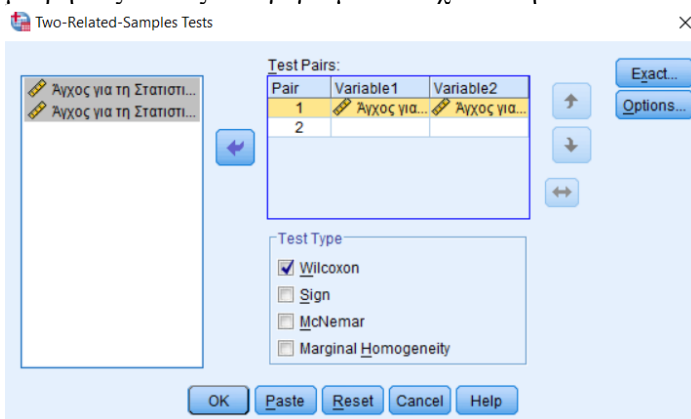 Two-Related-Samples Tests
Test Pairs:
Pair Variable1 Variable2
1 Άγχος για... Άγχος για...
2
Άγχος για τη Στατιστι...
Άγχος για τη Στατιστι...
Exact...
Options...
Test Type
Wilcoxon
Sign
McNemar
Marginal Homogeneity
OK Paste Reset Cancel Help